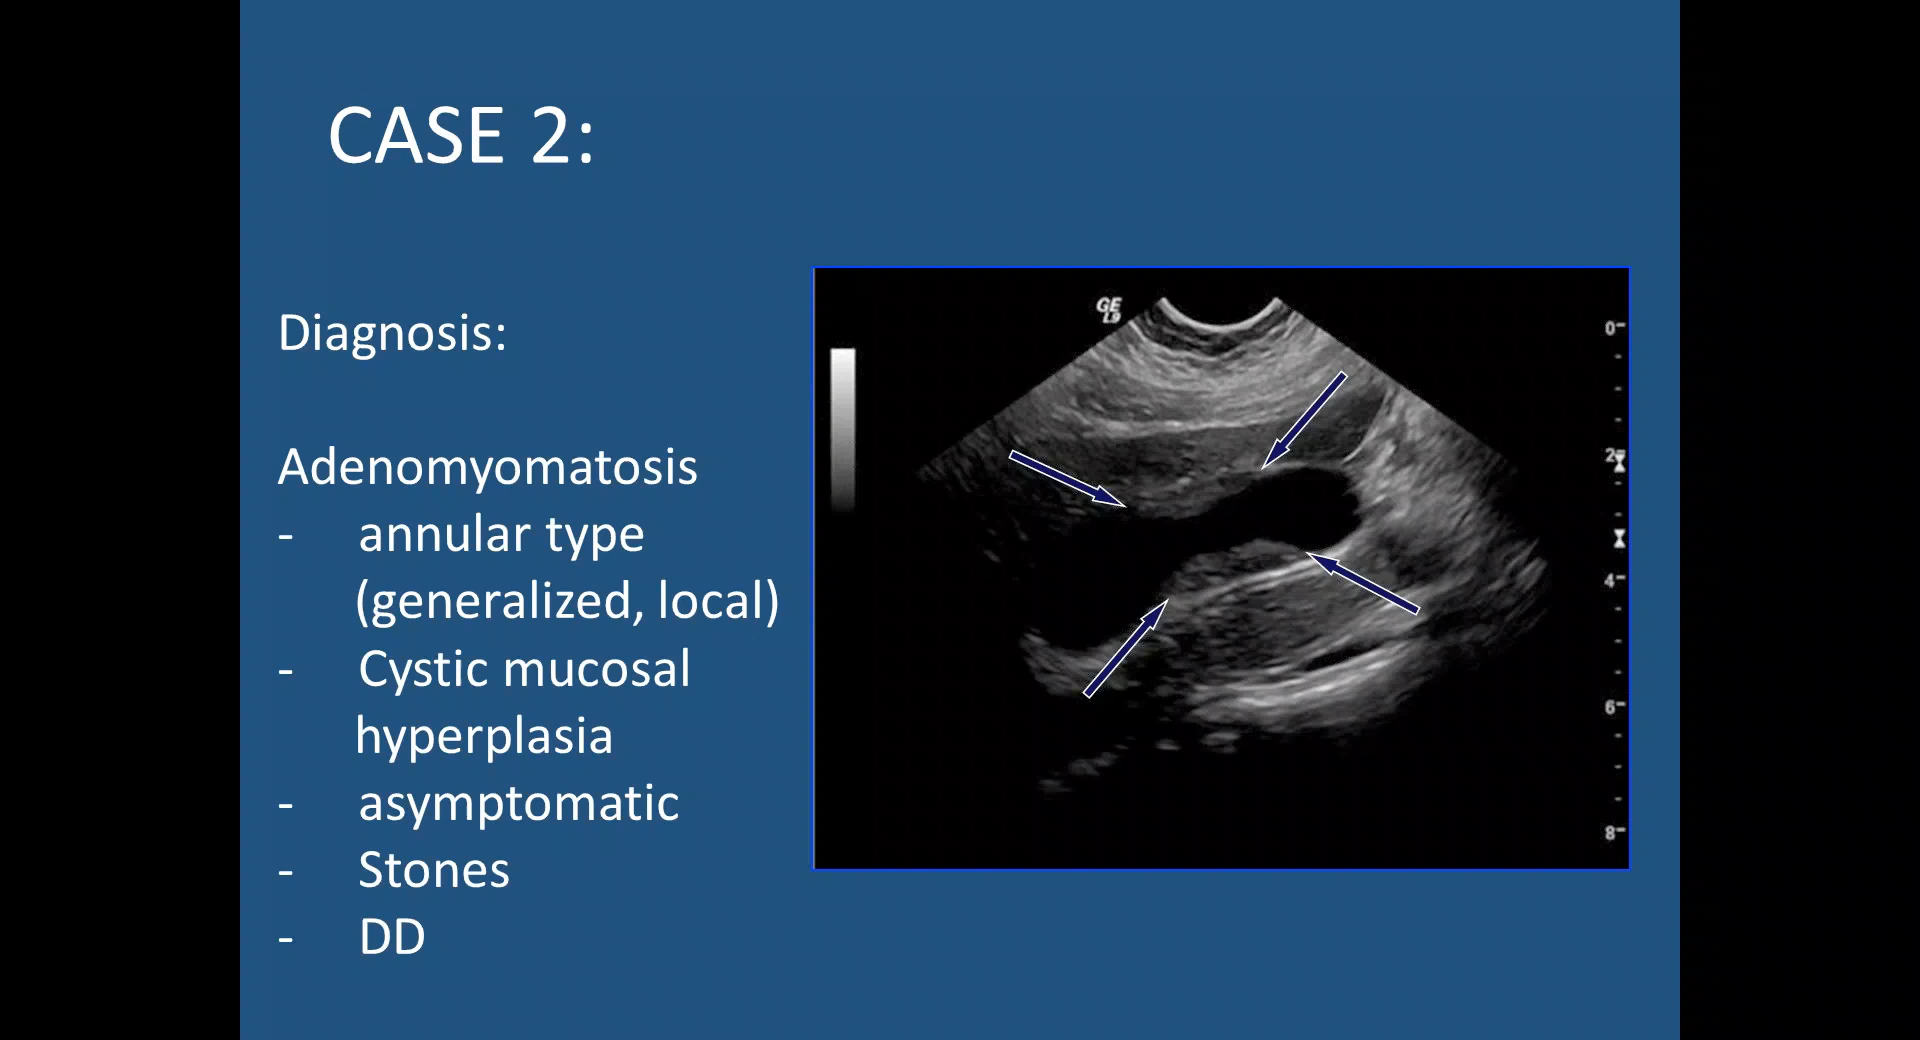 CASE 2:
Diagnosis:
Adenomyomatosis
- annular type
(generalized, local)
- Cystic mucosal
hyperplasia
- asymptomatic
- Stones
- DD
GE
L9
0
2
4
6
8